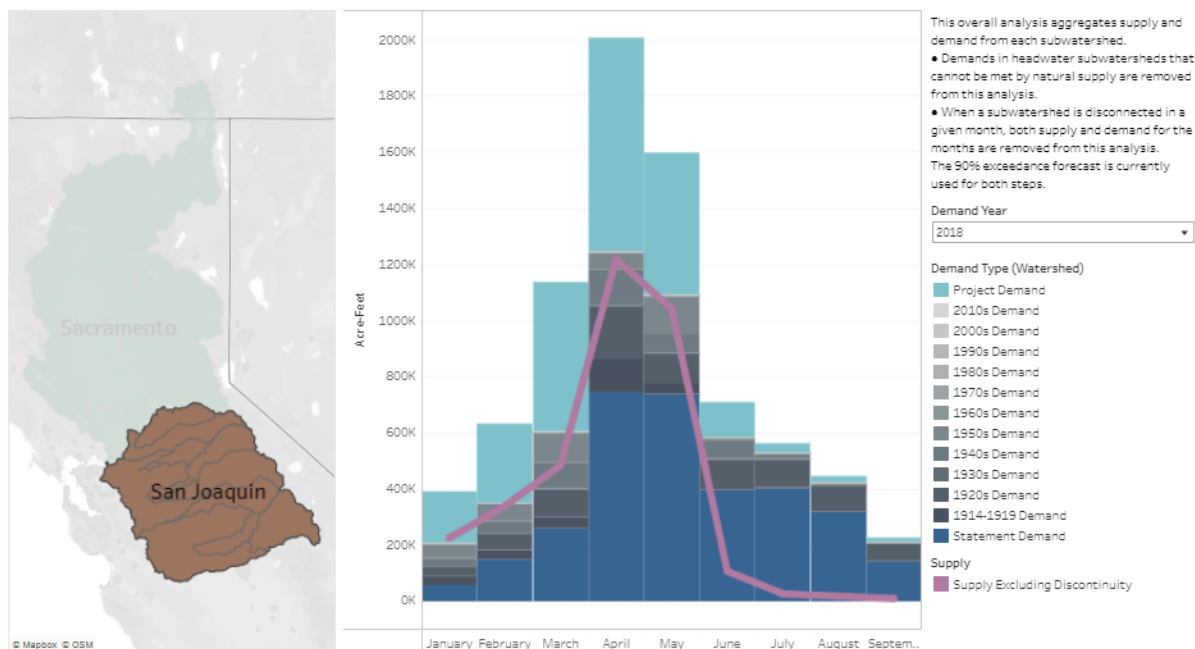 Sacramento
San Joaquin
© Mapbox © OSM
2000K
1800K
1600K
1400K
1200K
1000K
800K
600K
400K
200K
0K
Acre-Feet
January February March April May June July August Septem..
This overall analysis aggregates supply and
demand from each subwatershed.
● Demands in headwater subwatersheds that
cannot be met by natural supply are removed
from this analysis.
● When a subwatershed is disconnected in a
given month, both supply and demand for the
months are removed from this analysis.
The 90% exceedance forecast is currently
used for both steps.
Demand Year
2018
Demand Type (Watershed)
Project Demand
2010s Demand
2000s Demand
1990s Demand
1980s Demand
1970s Demand
1960s Demand
1950s Demand
1940s Demand
1930s Demand
1920s Demand
1914-1919 Demand
Statement Demand
Supply
Supply Excluding Discontinuity